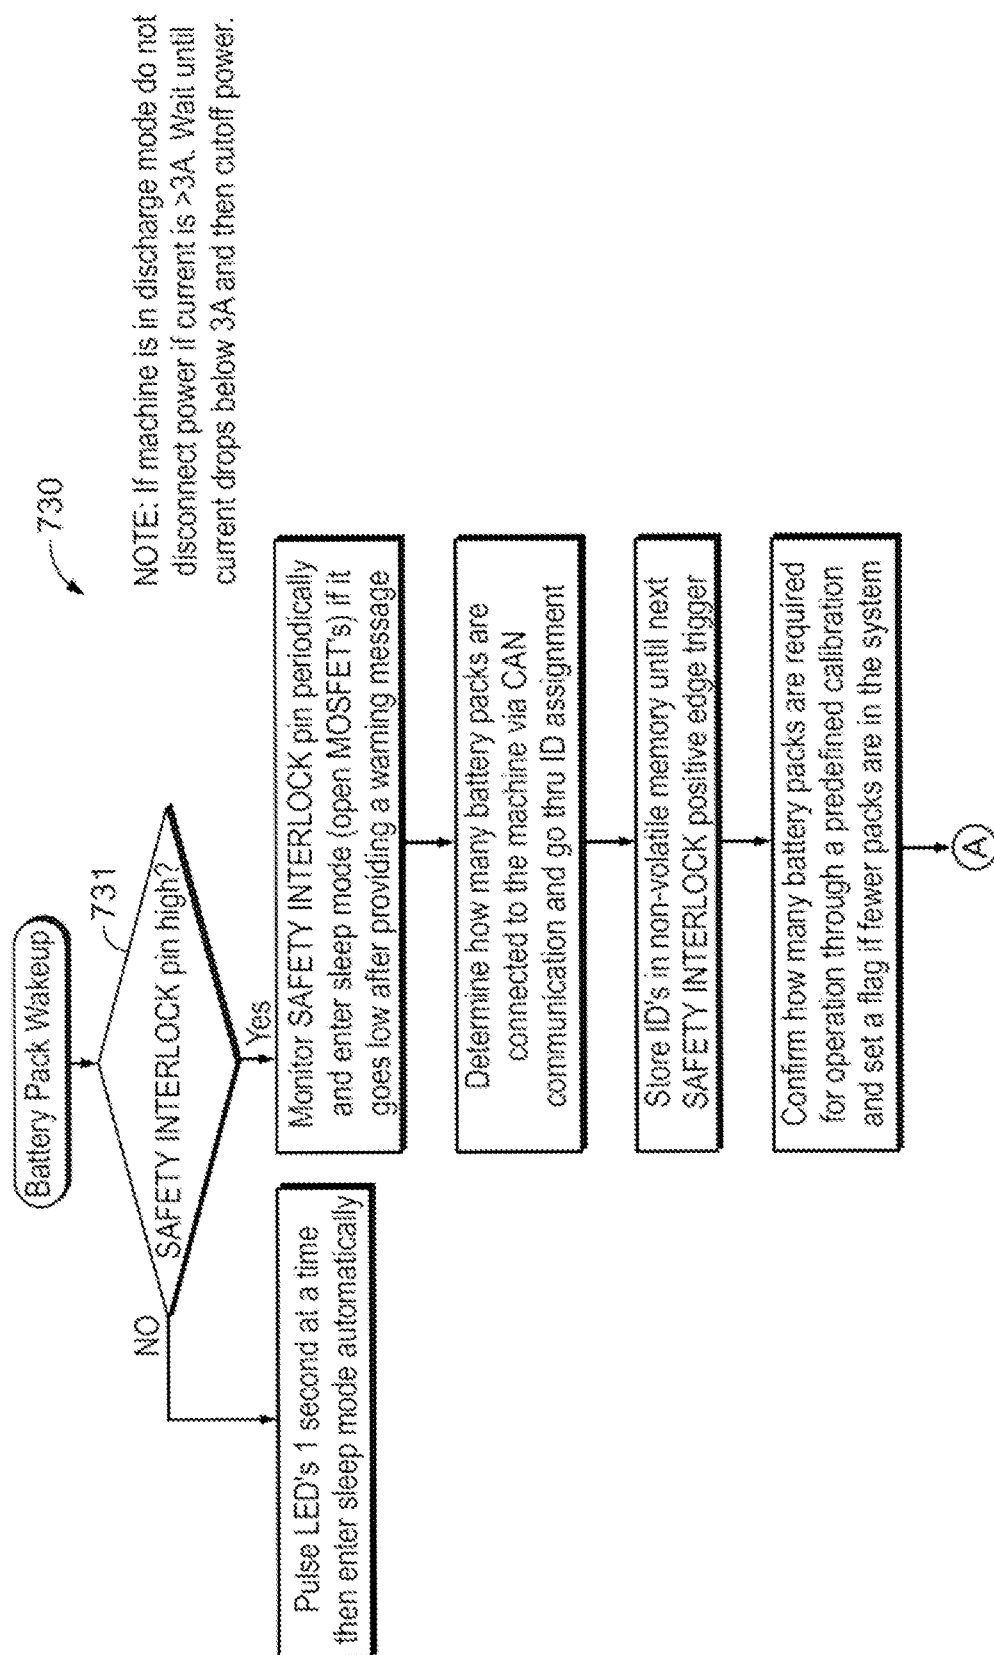 730
NOTE: If machine is in discharge mode do not
disconnect power if current is >3A. Wait until
current drops below 3A and then cutoff power.
Battery Pack Wakeup
731
SAFETY INTERLOCK pin high?
NO
Yes
Pulse LED's 1 second at a time
then enter sleep mode automatically
Monitor SAFETY INTERLOCK pin periodically
and enter sleep mode (open MOSFET's) if it
goes low after providing a warning message
Determine how many battery packs are
connected to the machine via CAN
communication and go thru ID assignment
Store ID's in non-volatile memory until next
SAFETY INTERLOCK positive edge trigger
Confirm how many battery packs are required
for operation through a predefined calibration
and set a flag if fewer packs are in the system
A